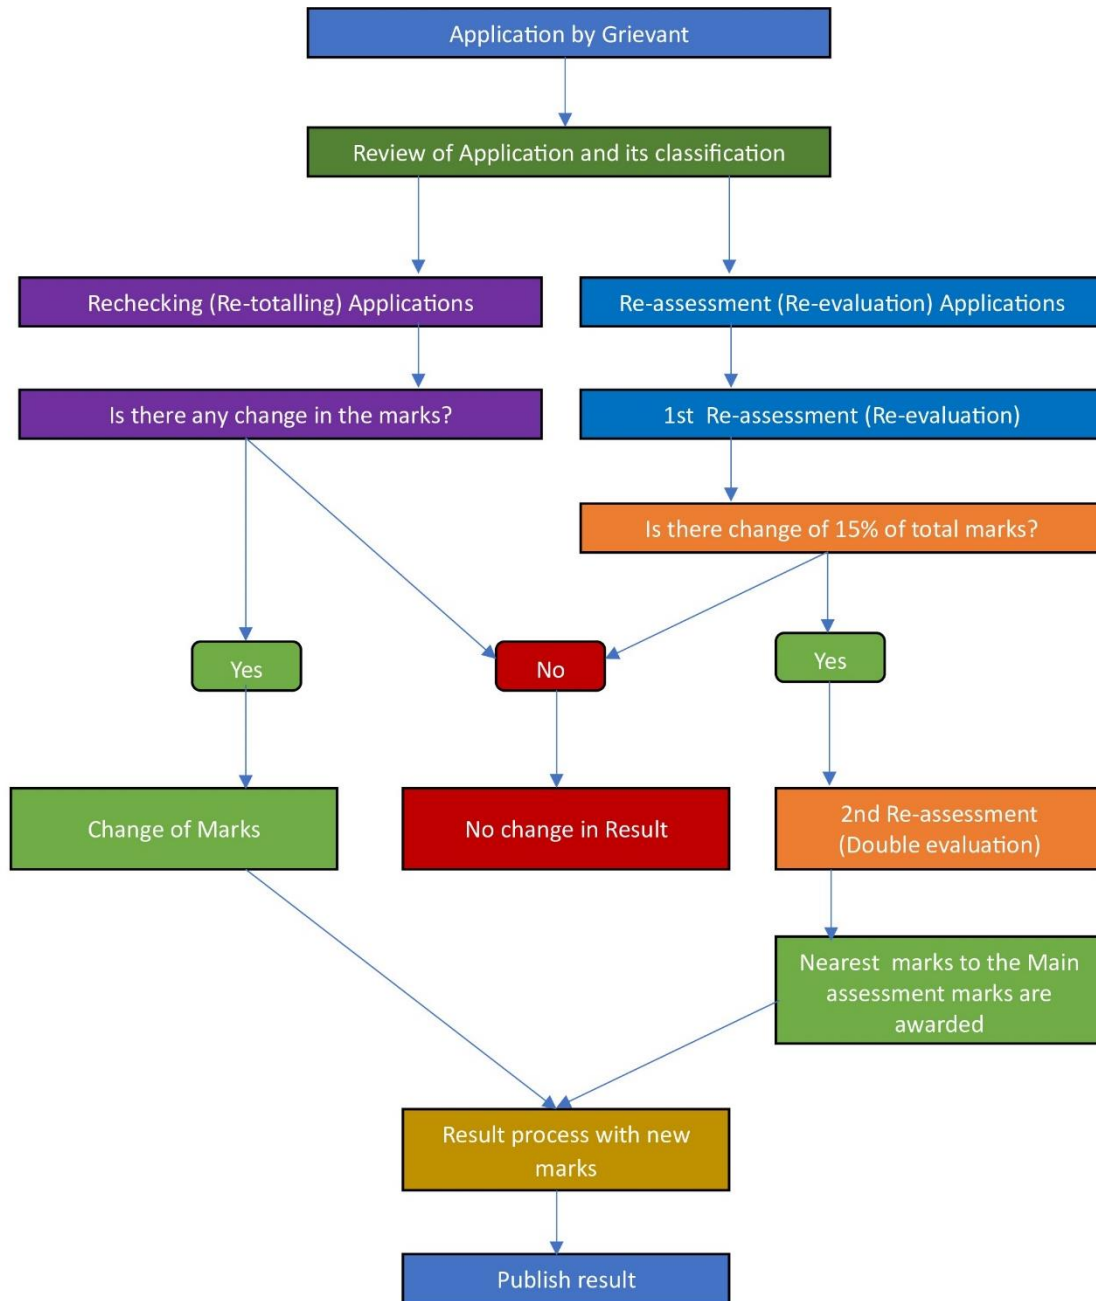 Application by Grievant
Review of Application and its classification
Rechecking (Re-totalling) Applications
Re-assessment (Re-evaluation) Applications
Is there any change in the marks?
1st  Re-assessment (Re-evaluation)
Is there change of 15% of total marks?
Yes
No
Yes
Change of Marks
No change in Result
2nd Re-assessment
(Double evaluation)
Nearest  marks to the Main
assessment marks are
awarded
Result process with new
marks
Publish result